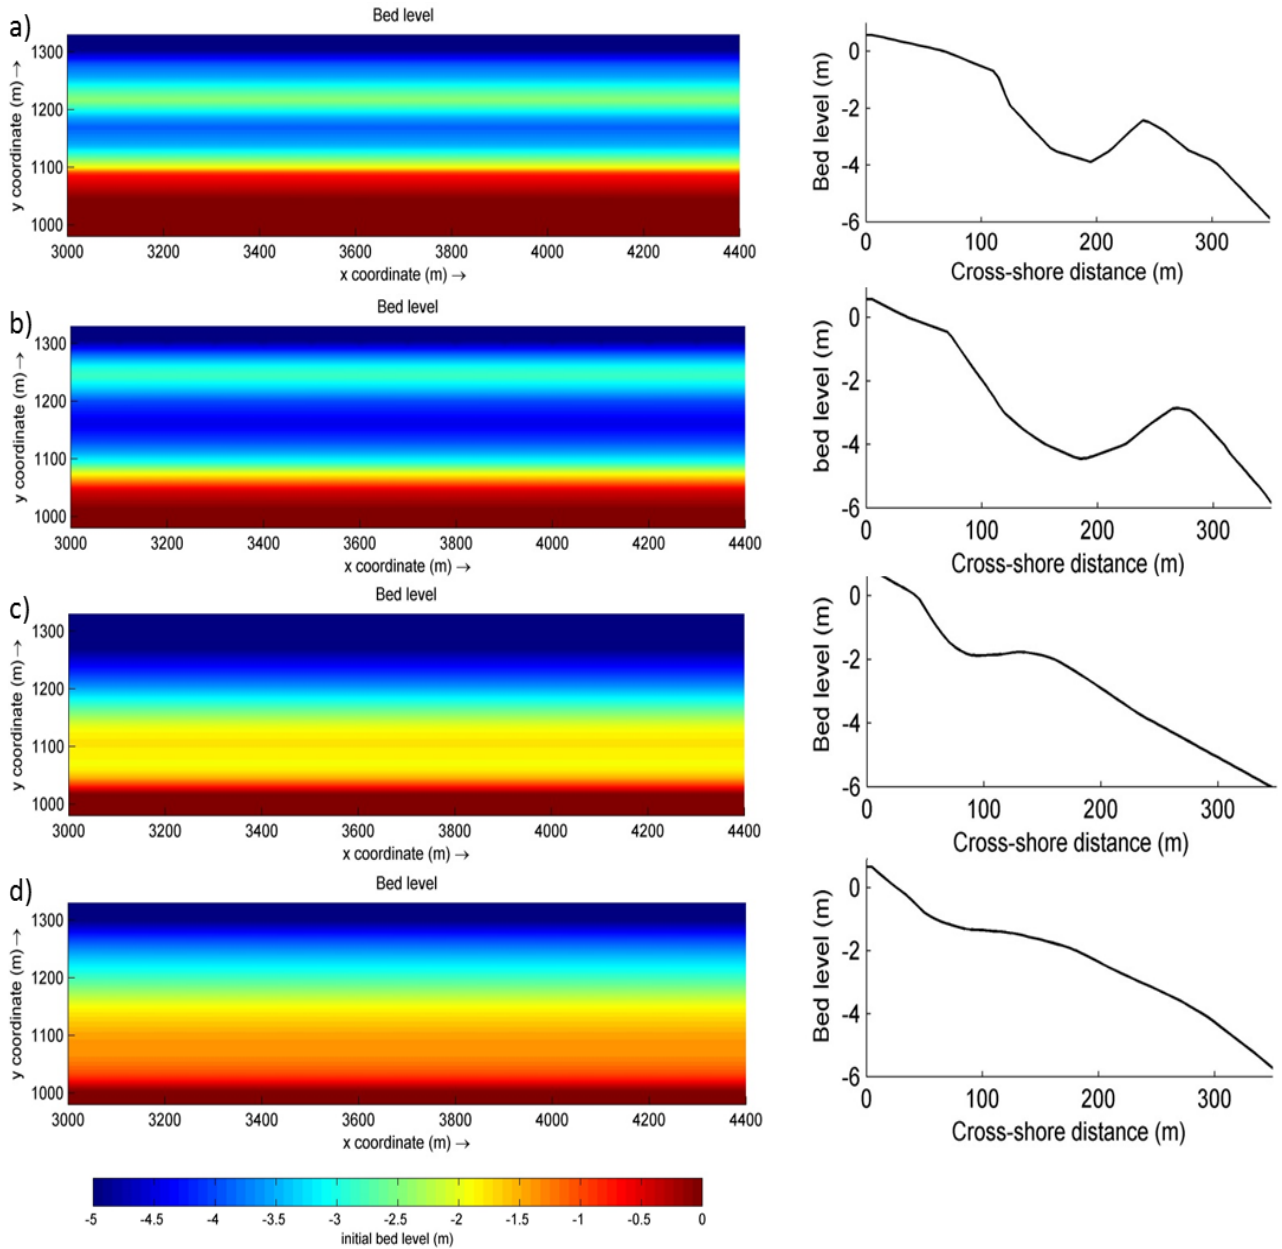 a)
Bed level
1300
1200
1100
1000
y coordinate (m) →
3000 3200 3400 3600 3800 4000 4200 4400
x coordinate (m) →
0
-2
-4
-6
Bed level (m)
0 100 200 300
Cross-shore distance (m)
b)
Bed level
1300
1200
1100
1000
y coordinate (m) →
3000 3200 3400 3600 3800 4000 4200 4400
x coordinate (m) →
0
-2
-4
-6
bed level (m)
0 100 200 300
Cross-shore distance (m)
c)
Bed level
1300
1200
1100
1000
y coordinate (m) →
3000 3200 3400 3600 3800 4000 4200 4400
x coordinate (m) →
0
-2
-4
-6
Bed level (m)
0 100 200 300
Cross-shore distance (m)
d)
Bed level
1300
1200
1100
1000
y coordinate (m) →
3000 3200 3400 3600 3800 4000 4200 4400
x coordinate (m) →
0
-2
-4
-6
Bed level (m)
0 100 200 300
Cross-shore distance (m)
-5 -4.5 -4 -3.5 -3 -2.5 -2 -1.5 -1 -0.5 0
initial bed level (m)